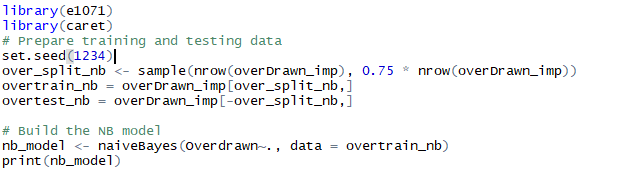 library(e1071)
library(caret)
# Prepare training and testing data
set.seed(1234)
over_split_nb <- sample(nrow(overDrawn_imp), 0.75 * nrow(overDrawn_imp))
overtrain_nb = overDrawn_imp[over_split_nb,]
overtest_nb = overDrawn_imp[-over_split_nb,]
# Build the NB model
nb_model <- naiveBayes(Overdrawn~., data = overtrain_nb)
print(nb_model)